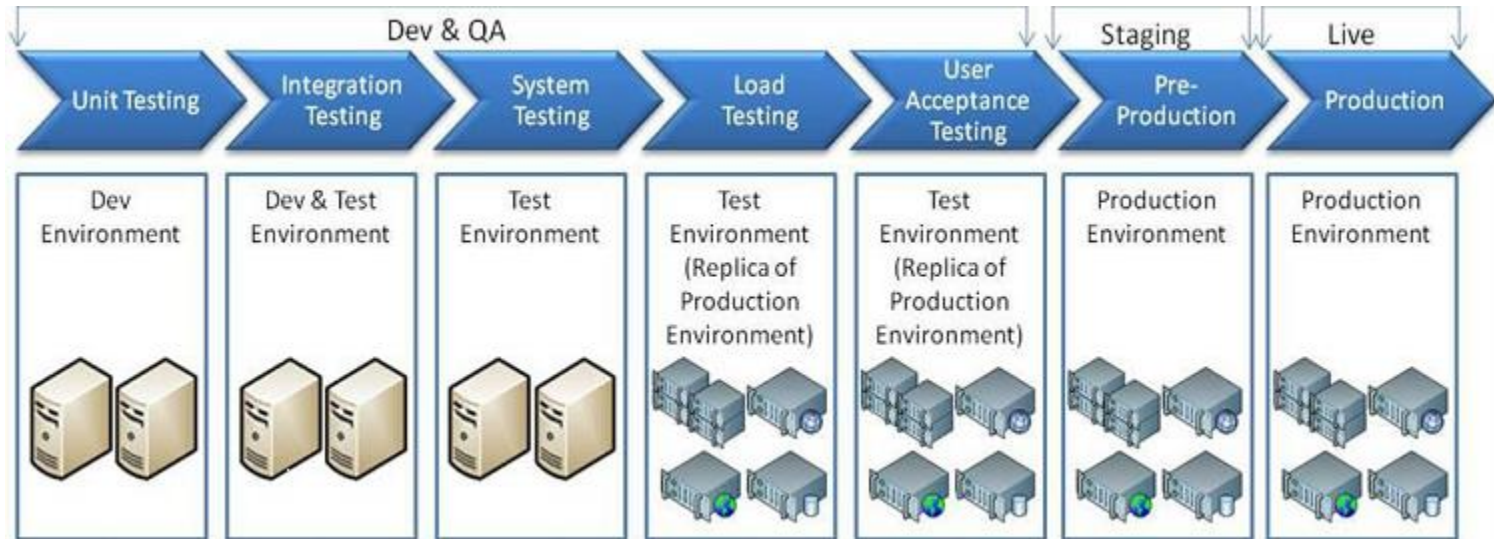 Dev & QA
Staging
Live
Unit Testing
Integration
Testing
System
Testing
Load
Testing
User
Acceptance
Testing
Pre-
Production
Production
Dev
Environment
Dev & Test
Environment
Test
Environment
Test
Environment
(Replica of
Production
Environment)
Test
Environment
(Replica of
Production
Environment)
Production
Environment
Production
Environment